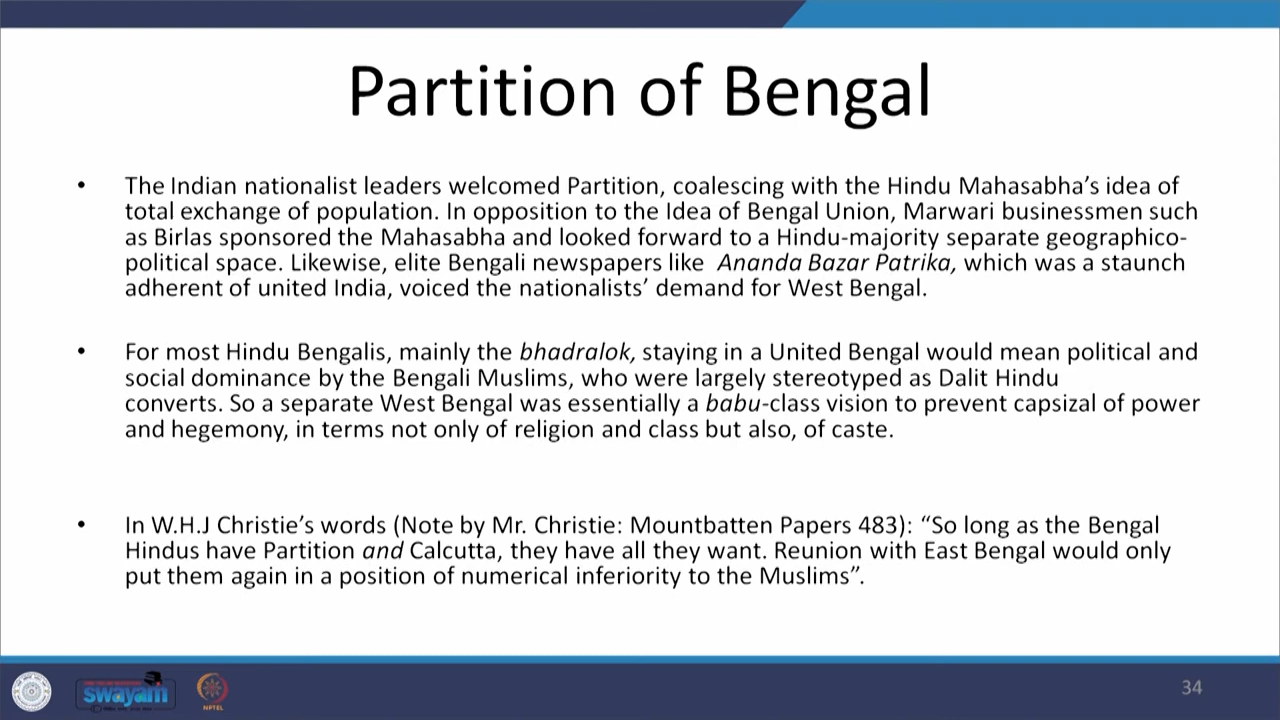 Partition of Bengal
• The Indian nationalist leaders welcomed Partition, coalescing with the Hindu Mahasabha's idea of
total exchange of population. In opposition to the Idea of Bengal Union, Marwari businessmen such
as Birlas sponsored the Mahasabha and looked forward to a Hindu-majority separate geographico-
political space. Likewise, elite Bengali newspapers like Ananda Bazar Patrika, which was a staunch
adherent of united India, voiced the nationalists' demand for West Bengal.
• For most Hindu Bengalis, mainly the bhadralok, staying in a United Bengal would mean political and
social dominance by the Bengali Muslims, who were largely stereotyped as Dalit Hindu
converts. So a separate West Bengal was essentially a babu-class vision to prevent capsizal of power
and hegemony, in terms not only of religion and class but also, of caste.
• In W.H.J Christie's words (Note by Mr. Christie: Mountbatten Papers 483): “So long as the Bengal
Hindus have Partition and Calcutta, they have all they want. Reunion with East Bengal would only
put them again in a position of numerical inferiority to the Muslims”.
swayam
NPTEL
34